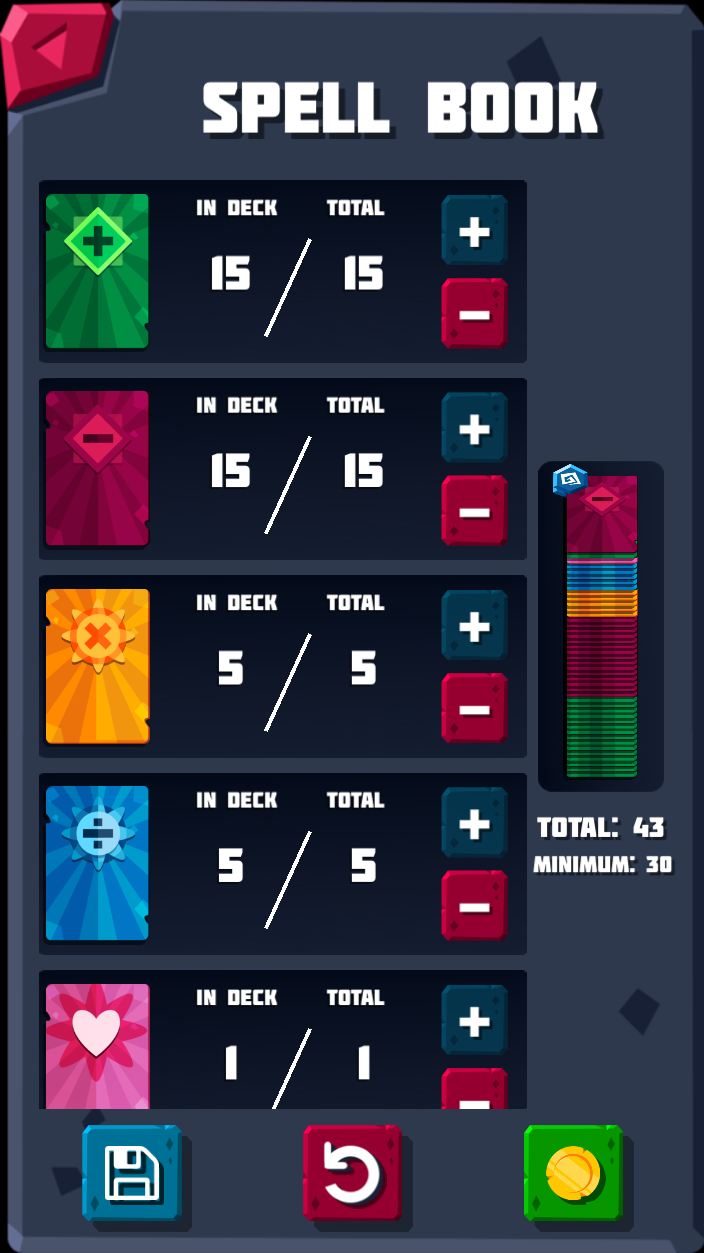 SPELL BOOK
IN DECK TOTAL
15 / 15
IN DECK TOTAL
15 / 15
IN DECK TOTAL
5 / 5
IN DECK TOTAL
5 / 5
TOTAL: 43
MINIMUM: 30
IN DECK TOTAL
1 / 1